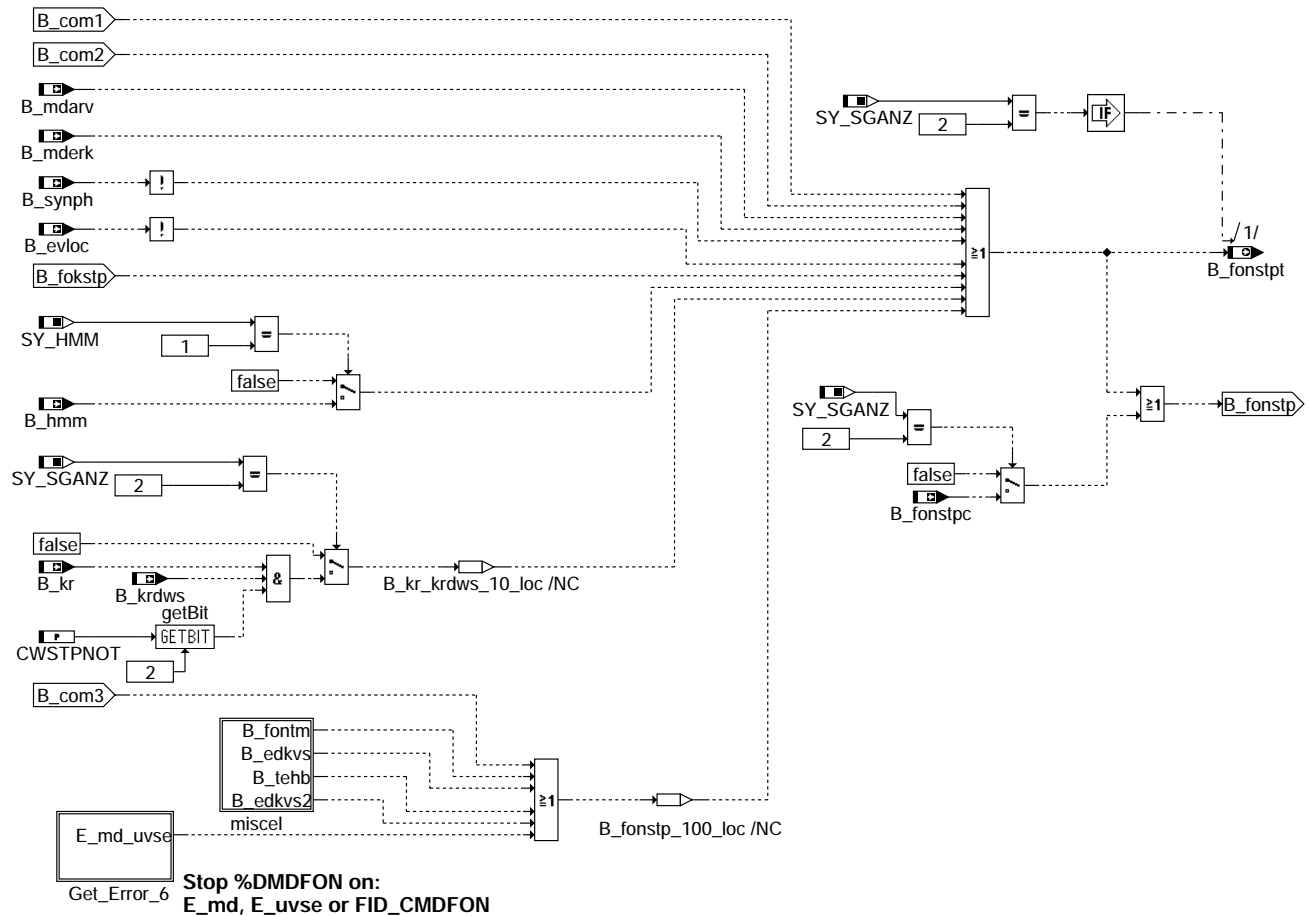 B_com1
B_com2
B_mdarv
SY_SGANZ
2
=
IF
B_mderk
B_synph
!
B_evloc
!
/1/
B_fonstpt
≥1
B_fokstp
SY_HMM
1
=
false
B_hmm
SY_SGANZ
2
=
≥1
B_fonstp
false
B_fonstpc
SY_SGANZ
2
=
false
B_kr
B_krdws
&
B_kr_krdws_10_loc /NC
getBit
GETBIT
P
CWSTPNOT
2
B_com3
B_fontm
B_edkvs
B_tehb
B_edkvs2
miscel
≥1
B_fonstp_100_loc /NC
E_md_uvse
Get_Error_6
Stop %DMDFON on:
E_md, E_uvse or FID_CMDFON